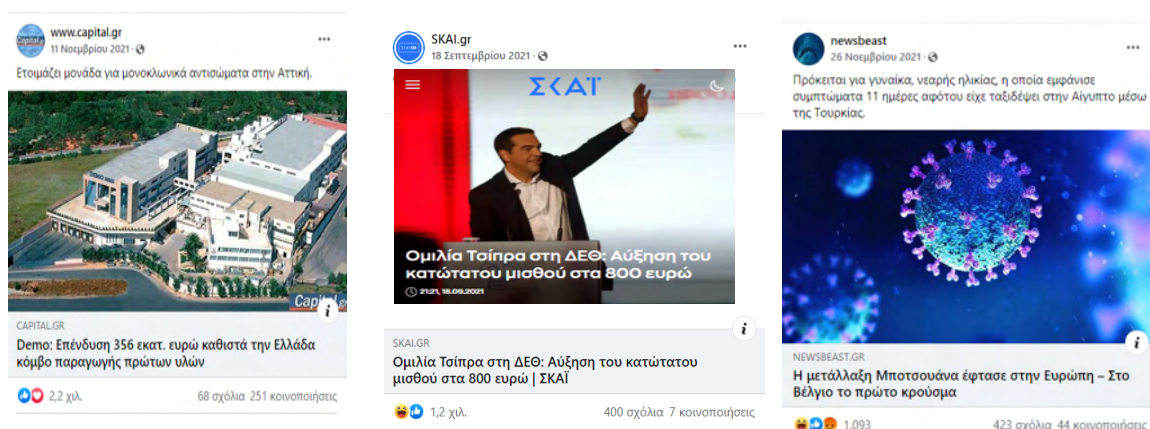 www.capital.gr
11 Νοεμβρίου 2021 ·
Ετοιμάζει μονάδα για μονοκλωνικά αντισώματα στην Αττική.
Capital.gr
CAPITAL.GR
Demo: Επένδυση 356 εκατ. ευρώ καθιστά την Ελλάδα
κόμβο παραγωγής πρώτων υλών
2,2 χιλ.
68 σχόλια 251 κοινοποιήσεις
SKAI.gr
18 Σεπτεμβρίου 2021 ·
ΣΚΑΪ
Ομιλία Τσίπρα στη ΔΕΘ: Αύξηση του
κατώτατου μισθού στα 800 ευρώ
21:21, 18.09.2021
SKAI.GR
Ομιλία Τσίπρα στη ΔΕΘ: Αύξηση του κατώτατου
μισθού στα 800 ευρώ | ΣΚΑΪ
1,2 χιλ.
400 σχόλια 7 κοινοποιήσεις
newsbeast
26 Νοεμβρίου 2021 ·
Πρόκειται για γυναίκα, νεαρής ηλικίας, η οποία εμφάνισε
συμπτώματα 11 ημέρες αφότου είχε ταξιδέψει στην Αίγυπτο μέσω
της Τουρκίας.
NEWSBEAST.GR
Η μετάλλαξη Μποτσουάνα έφτασε στην Ευρώπη – Στο
Βέλγιο το πρώτο κρούσμα
1.093
423 σχόλια 44 κοινοποιήσεις